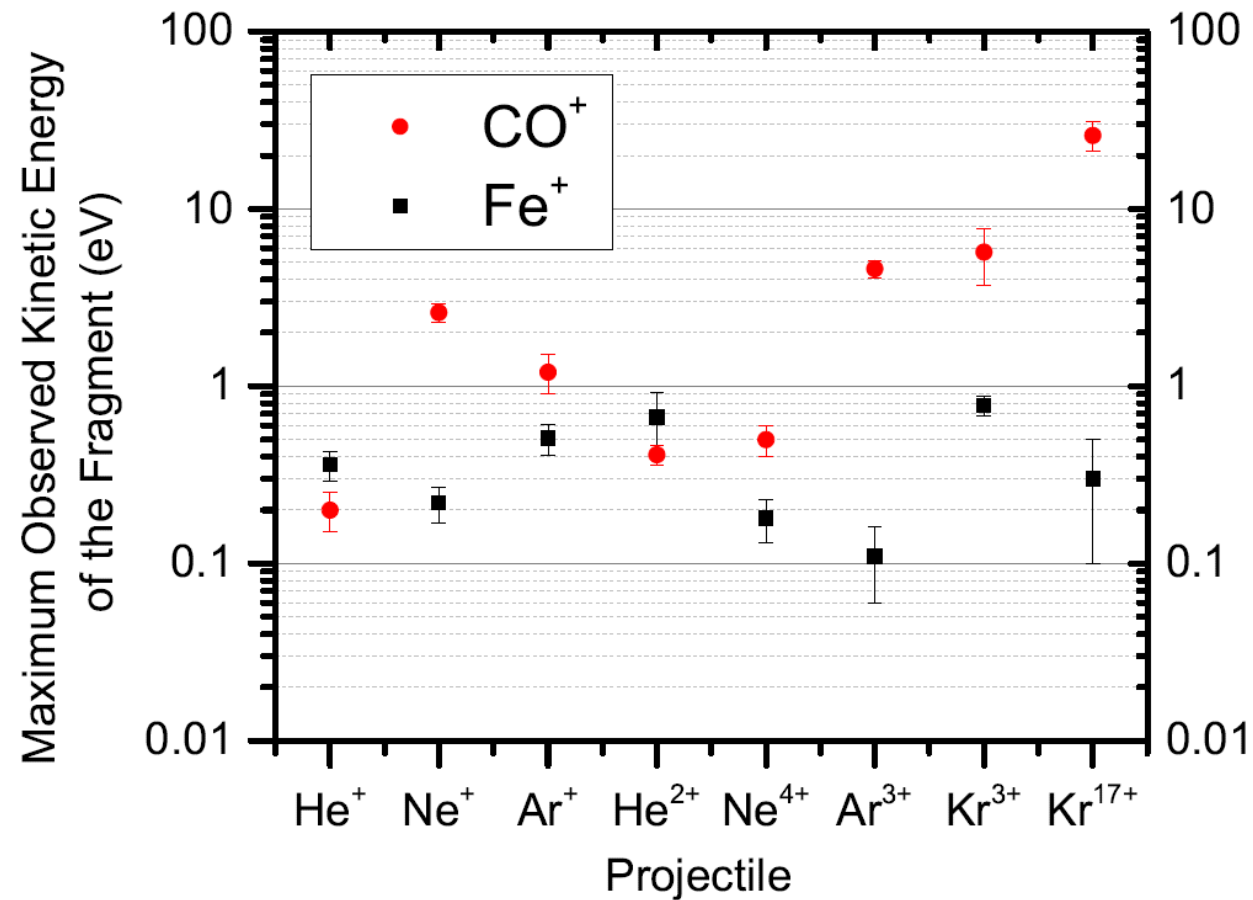 Maximum Observed Kinetic Energy
of the Fragment (eV)
100
10
1
0.1
0.01
CO⁺
Fe⁺
100
10
1
0.1
0.01
He⁺ Ne⁺ Ar⁺ He²⁺ Ne⁴⁺ Ar³⁺ Kr³⁺ Kr¹⁷⁺
Projectile